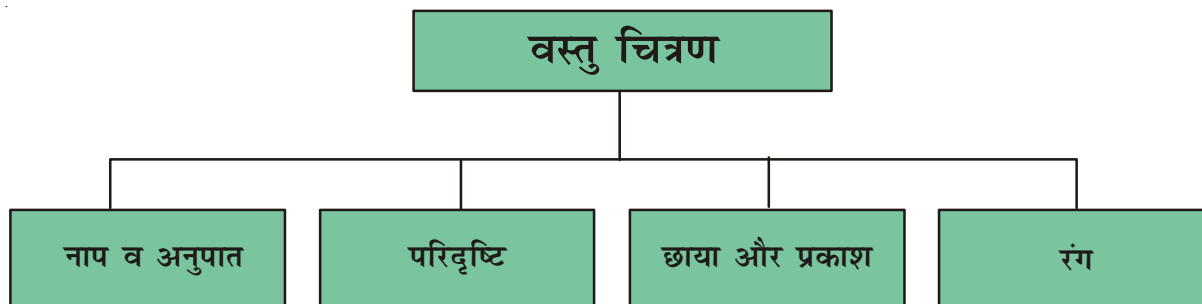 वस्तु चित्रण
नाप व अनुपात
परिदृष्टि
छाया और प्रकाश
रंग